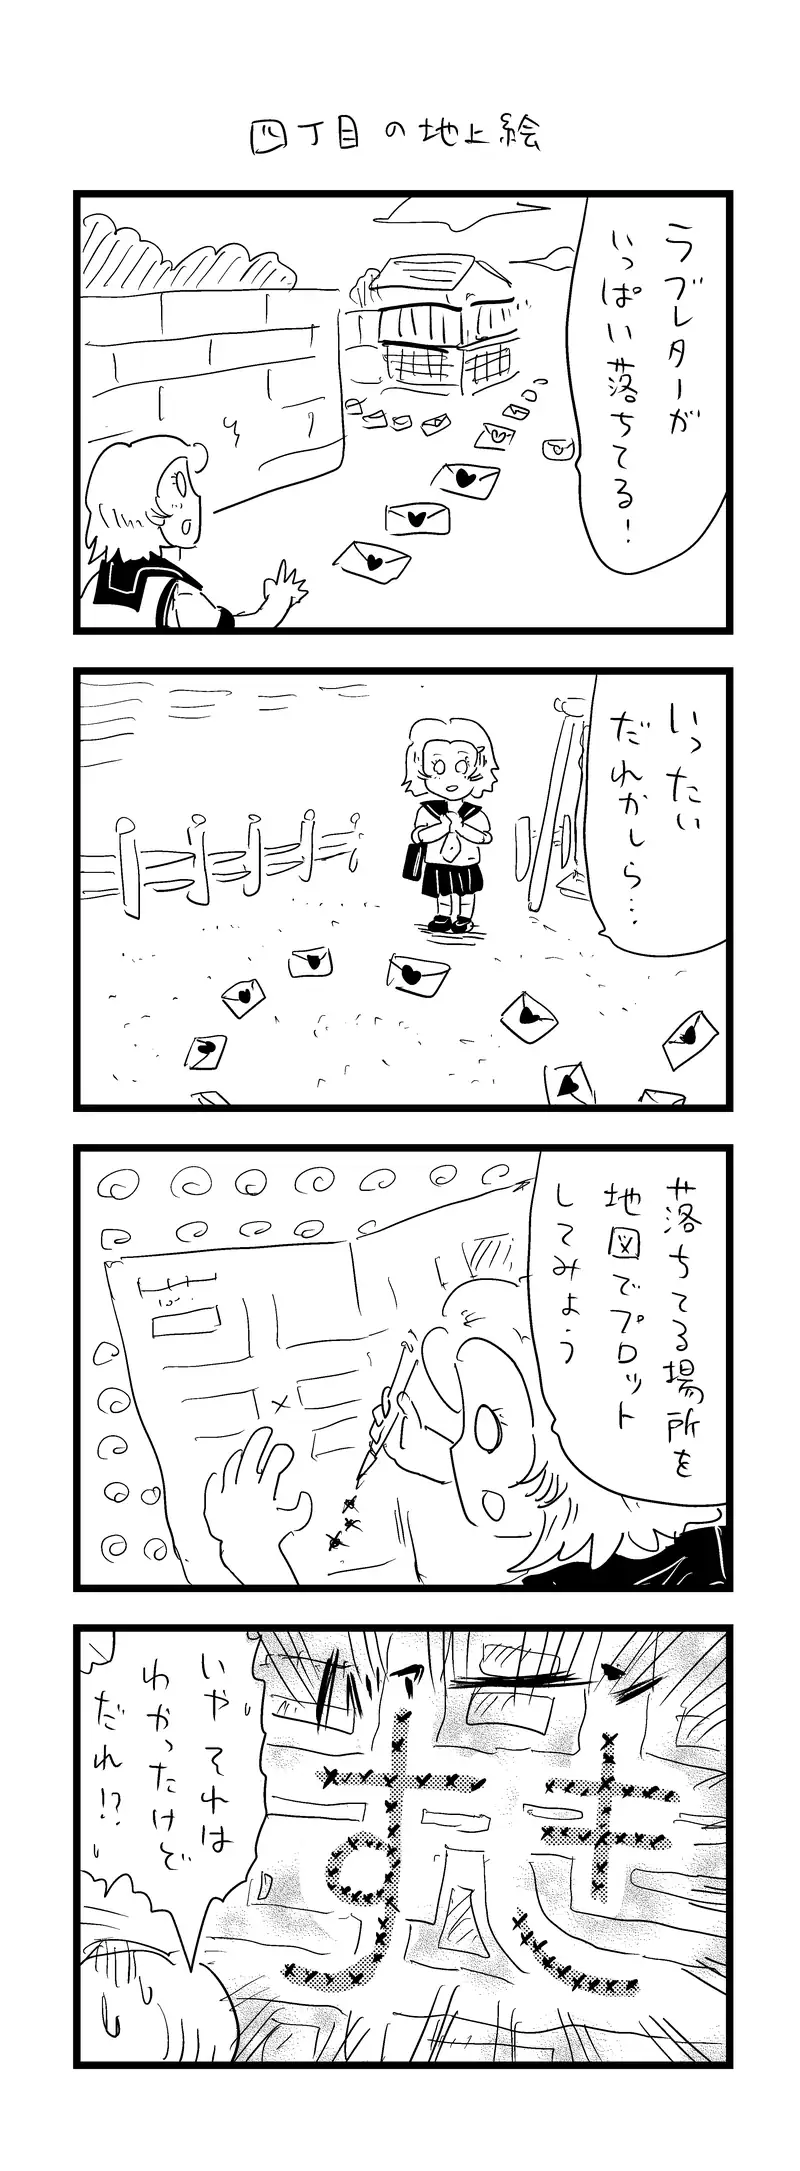 四丁目の地上絵
ラブレターが
いっぱい落ちてる！
いったい
だれかしら…
落ちてる場所を
地図でプロット
してみよう
すき
いやそれは
わかったけど
だれ！？